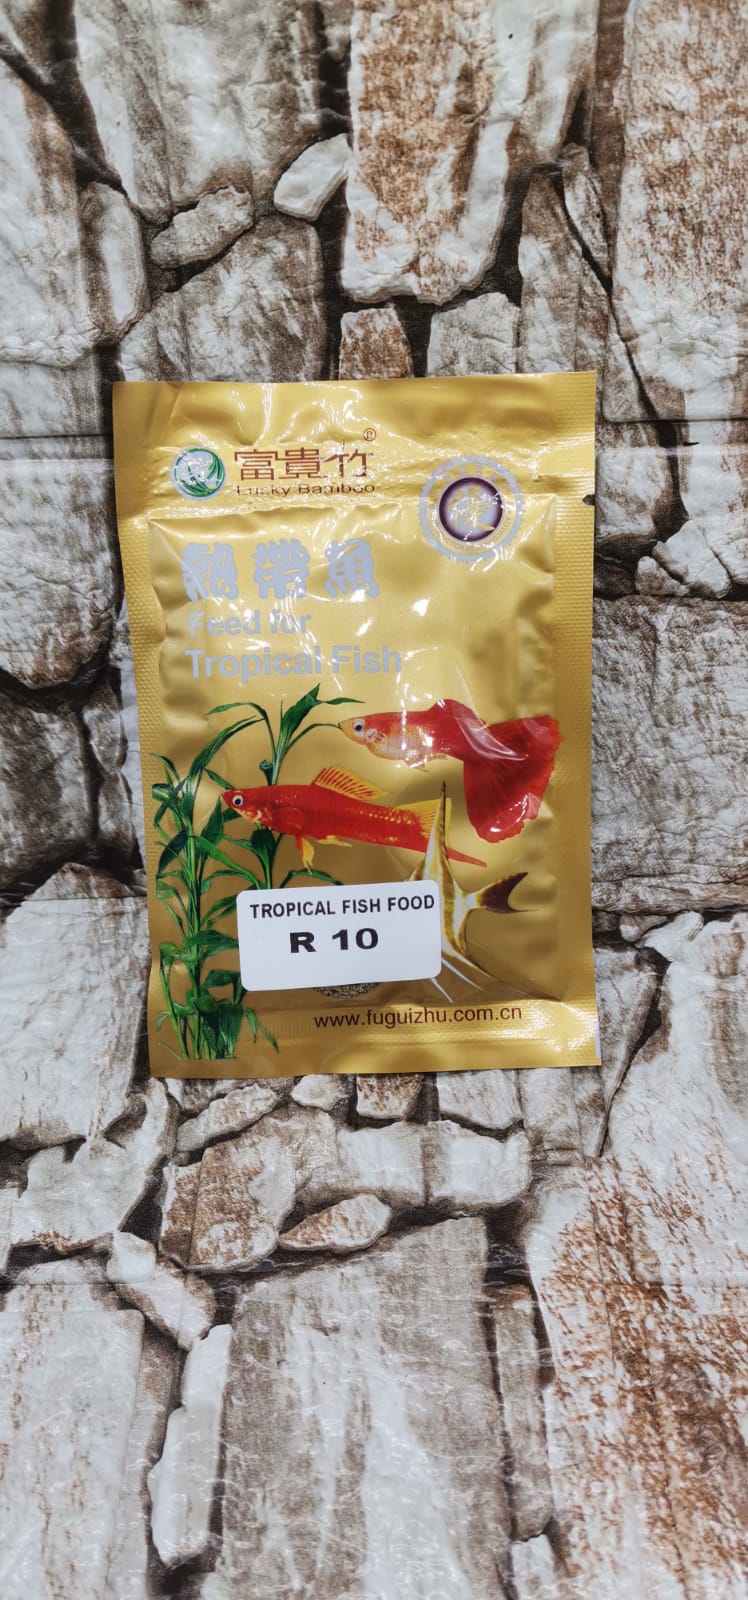 富貴竹®
Lucky Bamboo
熱帶魚
Feed for
Tropical Fish
TROPICAL FISH FOOD
R 10
www.fuguizhu.com.cn